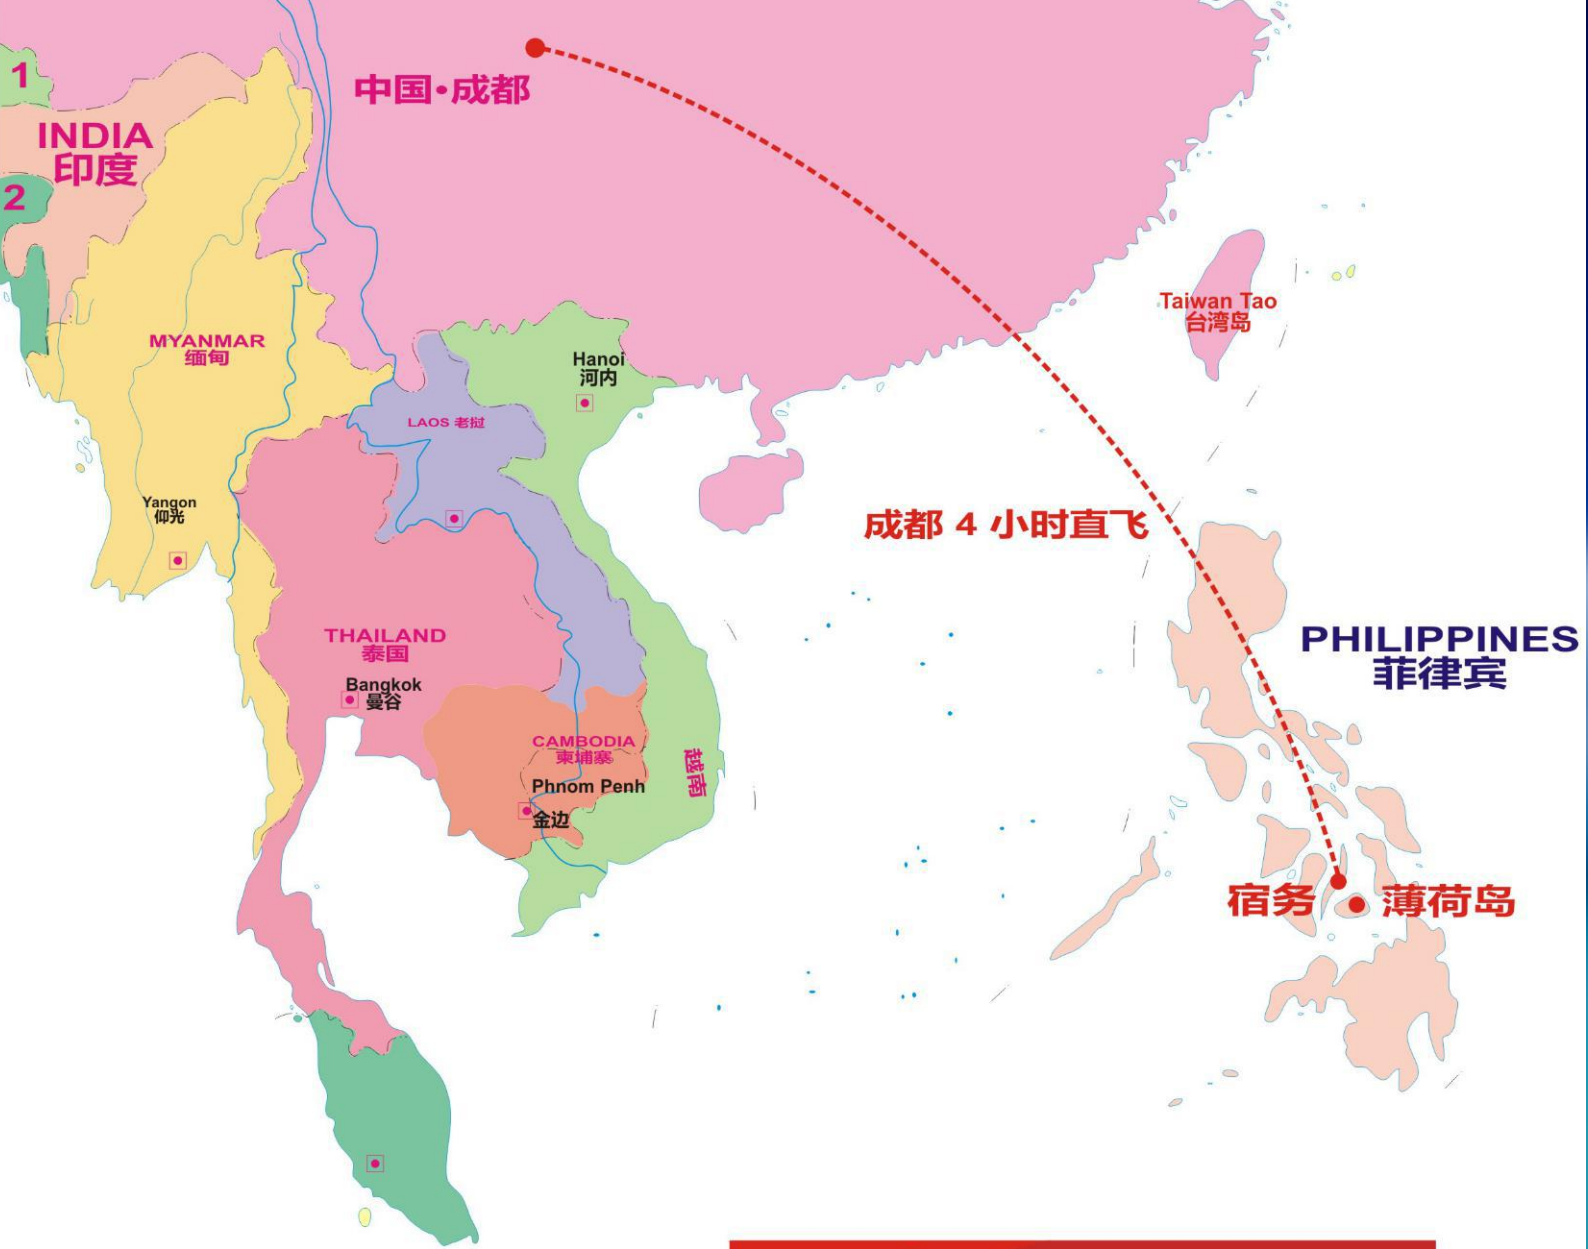 1
中国·成都
INDIA
印度
2
Taiwan Tao
台湾岛
MYANMAR
缅甸
Hanoi
河内
LAOS 老挝
Yangon
仰光
成都 4 小时直飞
THAILAND
泰国
PHILIPPINES
菲律宾
Bangkok
曼谷
CAMBODIA
柬埔寨
越南
Phnom Penh
金边
宿务
薄荷岛